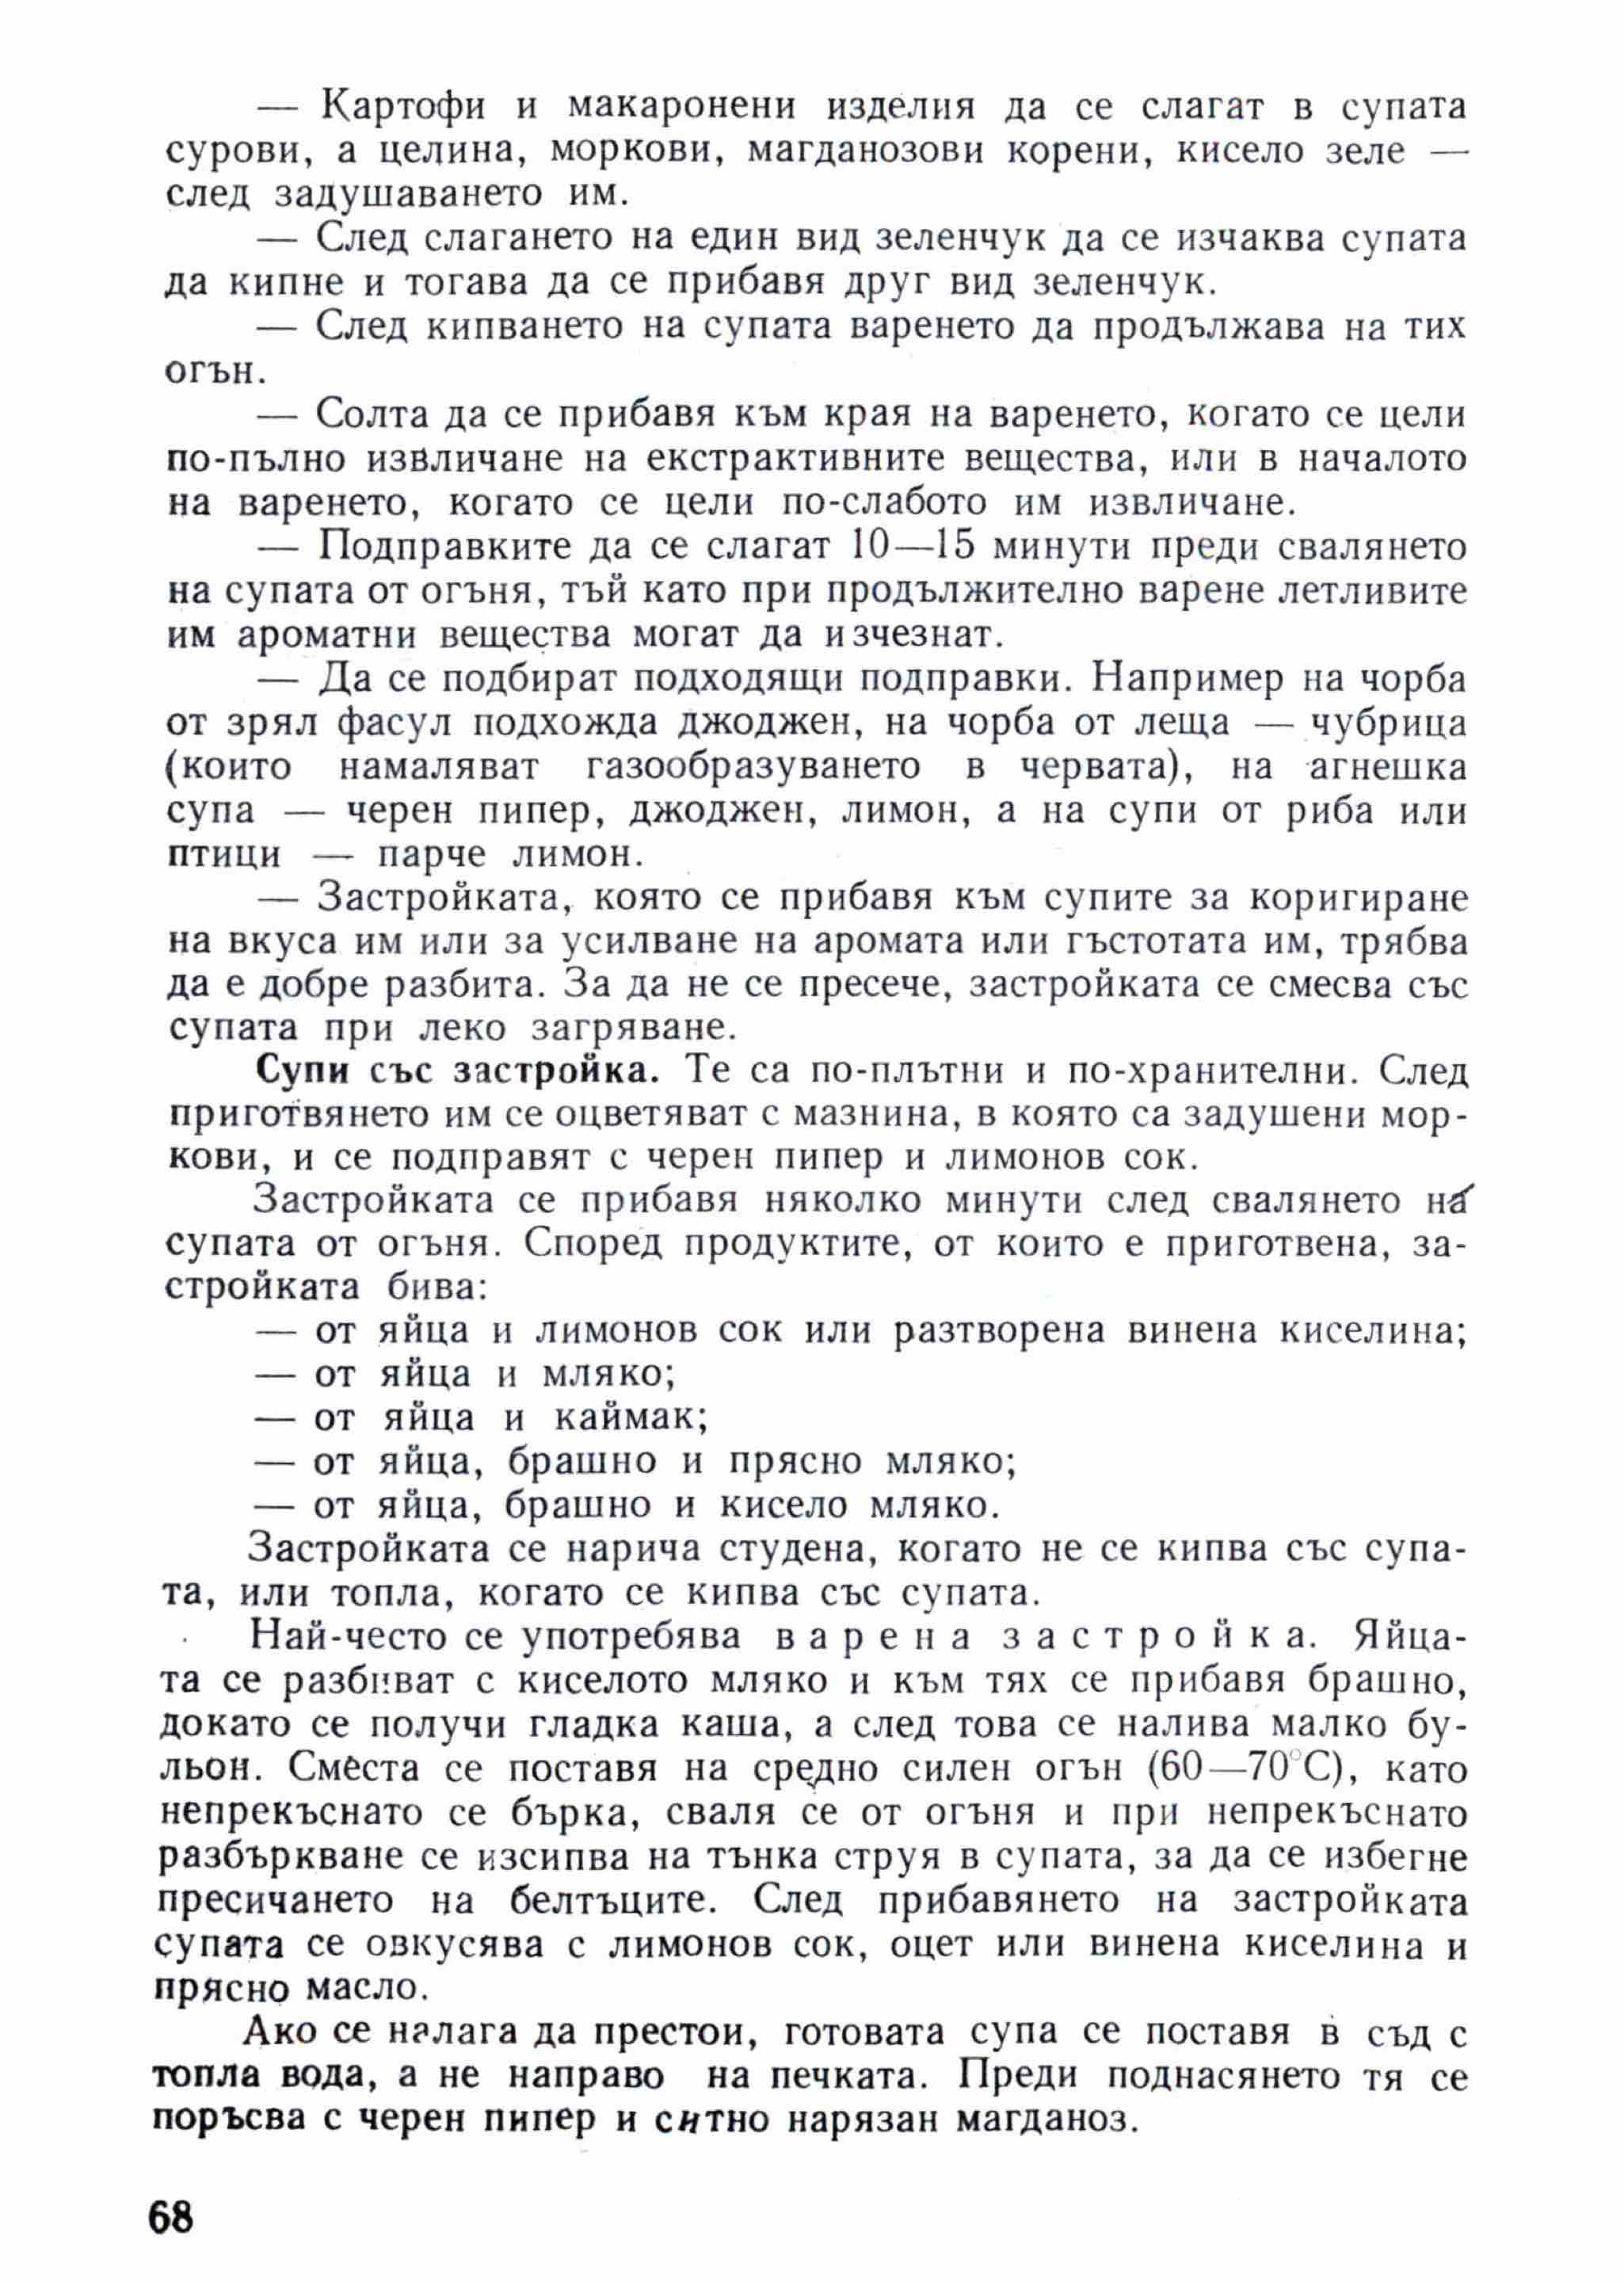 — Картофи и макаронени изделия да се слагат в супата
сурови, а целина, моркови, магданозови корени, кисело зеле —
след задушаването им.
— След слагането на един вид зеленчук да се изчаква супата
да кипне и тогава да се прибавя друг вид зеленчук.
— След кипването на супата варенето да продължава на тих
огън.
— Солта да се прибавя към края на варенето, когато се цели
по-пълно извличане на екстрактивните вещества, или в началото
на варенето, когато се цели по-слабото им извличане.
— Подправките да се слагат 10—15 минути преди свалянето
на супата от огъня, тъй като при продължително варене летливите
им ароматни вещества могат да изчезнат.
— Да се подбират подходящи подправки. Например на чорба
от зрял фасул подхожда джоджен, на чорба от леща — чубрица
(които намаляват газообразуването в червата), на агнешка
супа — черен пипер, джоджен, лимон, а на супи от риба или
птици — парче лимон.
— Застройката, която се прибавя към супите за коригиране
на вкуса им или за усилване на аромата или гъстотата им, трябва
да е добре разбита. За да не се пресече, застройката се смесва със
супата при леко загряване.
Супи със застройка. Те са по-плътни и по-хранителни. След
приготвянето им се оцветяват с мазнина, в която са задушени мор-
кови, и се подправят с черен пипер и лимонов сок.
Застройката се прибавя няколко минути след свалянето на
супата от огъня. Според продуктите, от които е приготвена, за-
стройката бива:
— от яйца и лимонов сок или разтворена винена киселина;
— от яйца и мляко;
— от яйца и каймак;
— от яйца, брашно и прясно мляко;
— от яйца, брашно и кисело мляко.
Застройката се нарича студена, когато не се кипва със супа-
та, или топла, когато се кипва със супата.
Най-често се употребява варена застройка. Яйца-
та се разбиват с киселото мляко и към тях се прибавя брашно,
докато се получи гладка каша, а след това се налива малко бу-
льон. Сместа се поставя на средно силен огън (60—70°С), като
непрекъснато се бърка, сваля се от огъня и при непрекъснато
разбъркване се изсипва на тънка струя в супата, за да се избегне
пресичането на белтъците. След прибавянето на застройката
супата се овкусява с лимонов сок, оцет или винена киселина и
прясно масло.
Ако се налага да престои, готовата супа се поставя в съд с
топла вода, а не направо на печката. Преди поднасянето тя се
поръсва с черен пипер и ситно нарязан магданоз.
68